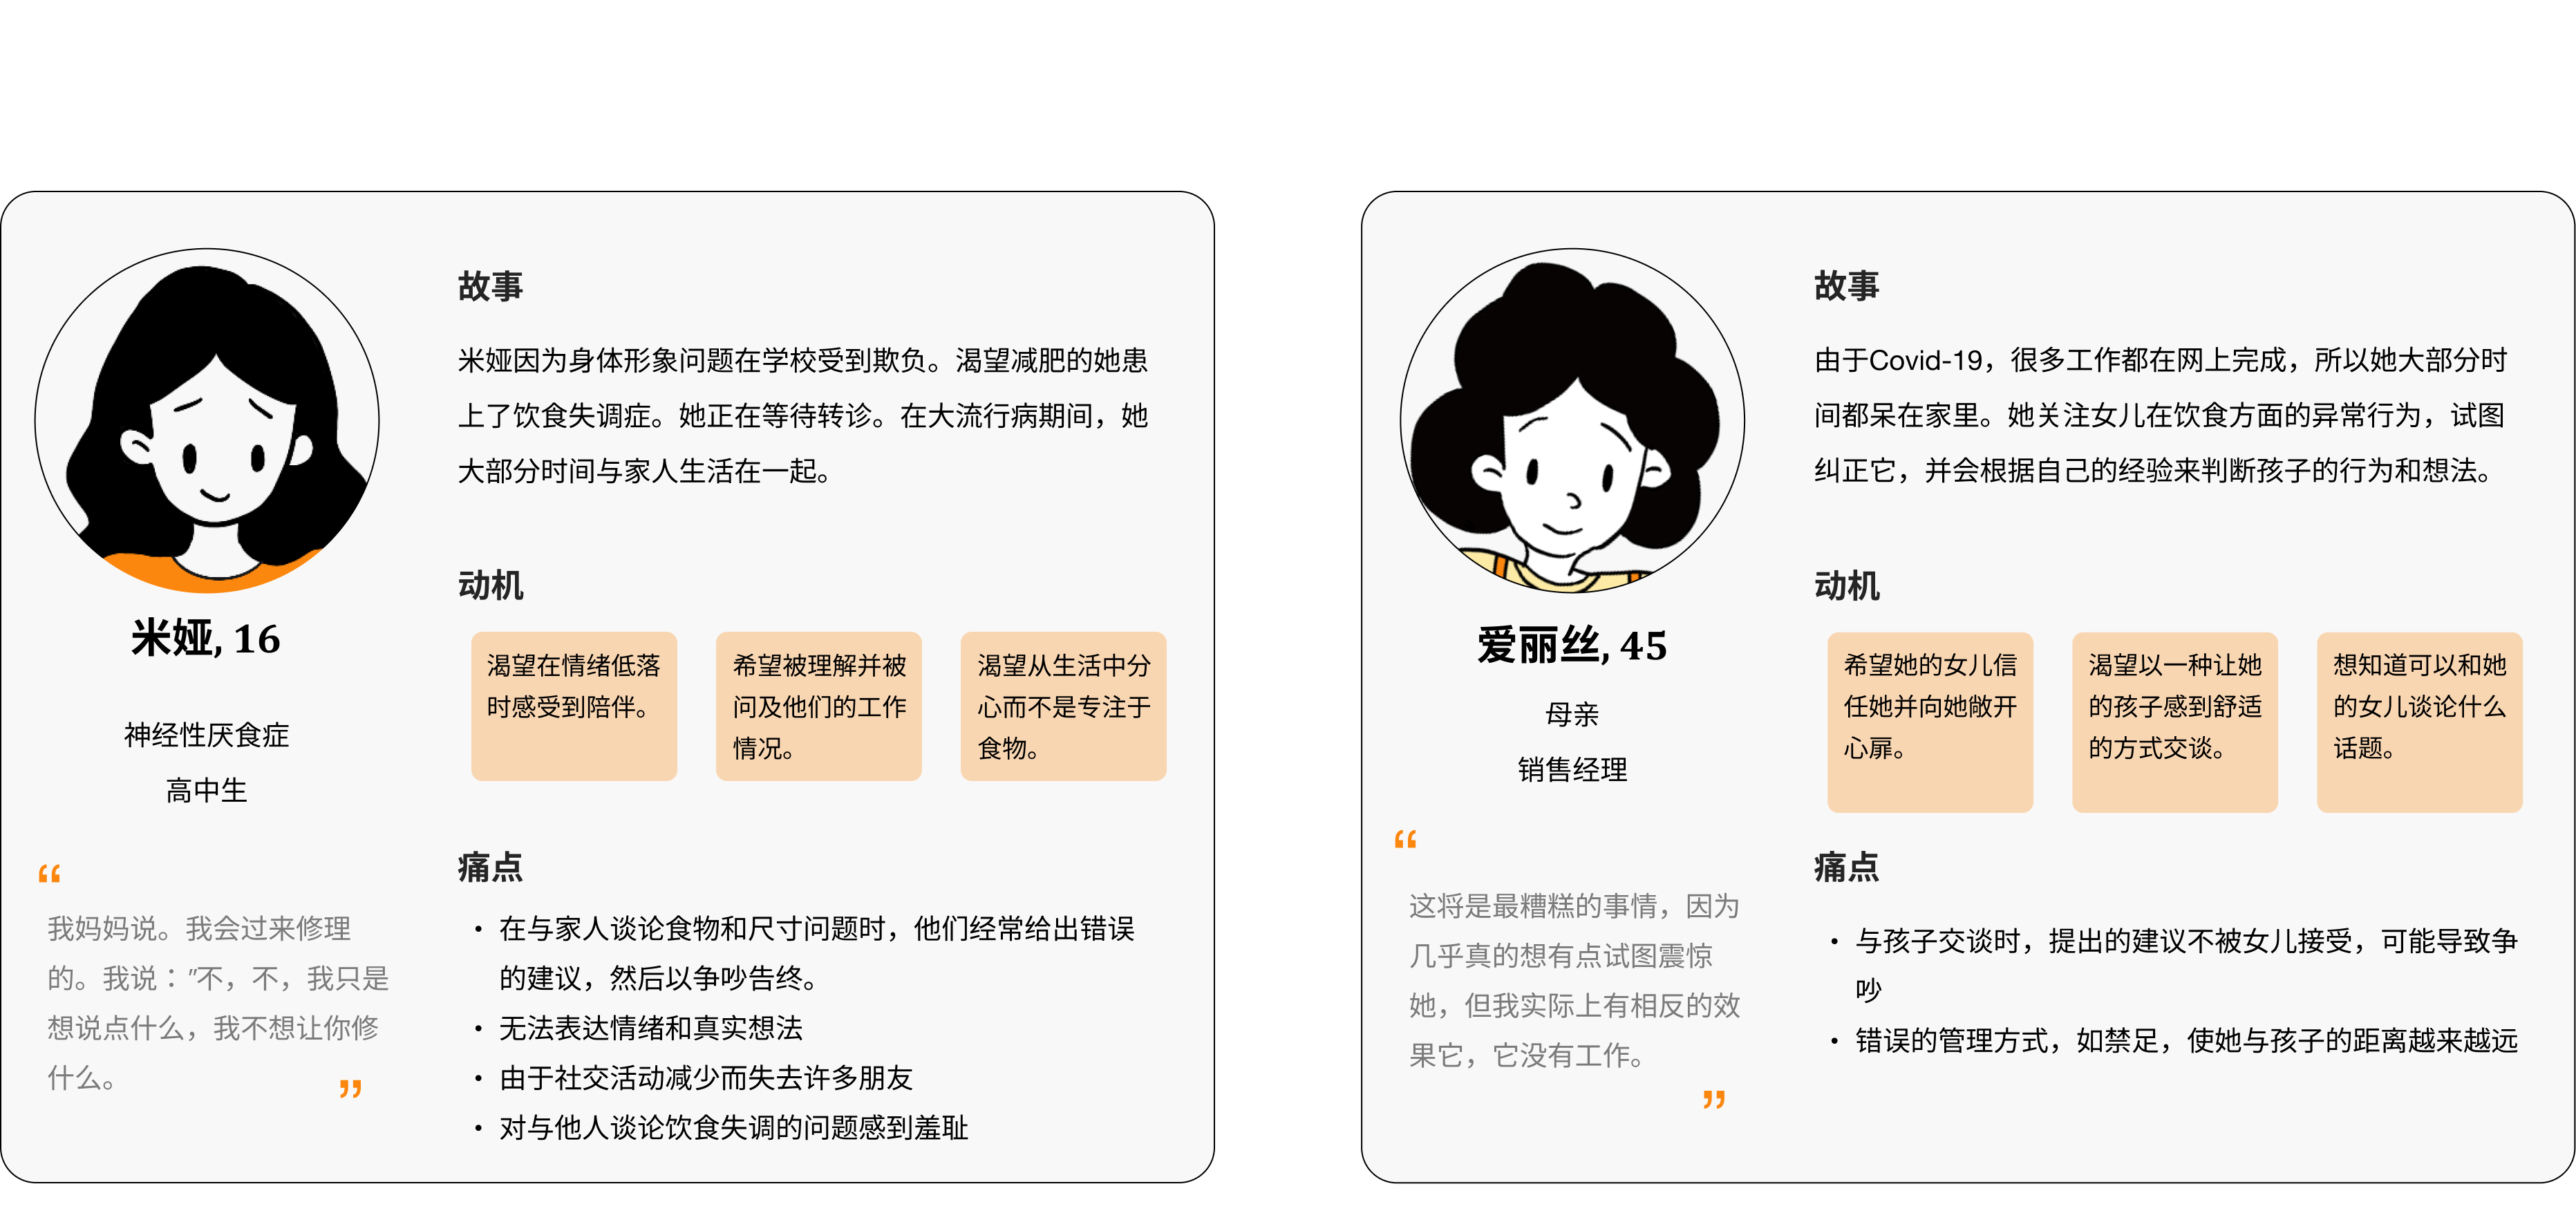 米娅, 16
神经性厌食症
高中生
“
我妈妈说。我会过来修理
的。我说："不，不，我只是
想说点什么，我不想让你修
什么。
”
故事
米娅因为身体形象问题在学校受到欺负。渴望减肥的她患
上了饮食失调症。她正在等待转诊。在大流行病期间，她
大部分时间与家人生活在一起。
动机
渴望在情绪低落
时感受到陪伴。
希望被理解并被
问及他们的工作
情况。
渴望从生活中分
心而不是专注于
食物。
痛点
• 在与家人谈论食物和尺寸问题时，他们经常给出错误
的建议，然后以争吵告终。
• 无法表达情绪和真实想法
• 由于社交活动减少而失去许多朋友
• 对与他人谈论饮食失调的问题感到羞耻
爱丽丝, 45
母亲
销售经理
“
这将是最糟糕的事情，因为
几乎真的想有点试图震惊
她，但我实际上有相反的效
果它，它没有工作。
”
故事
由于Covid-19，很多工作都在网上完成，所以她大部分时
间都呆在家里。她关注女儿在饮食方面的异常行为，试图
纠正它，并会根据自己的经验来判断孩子的行为和想法。
动机
希望她的女儿信
任她并向她敞开
心扉。
渴望以一种让她
的孩子感到舒适
的方式交谈。
想知道可以和她
的女儿谈论什么
话题。
痛点
• 与孩子交谈时，提出的建议不被女儿接受，可能导致争
吵
• 错误的管理方式，如禁足，使她与孩子的距离越来越远